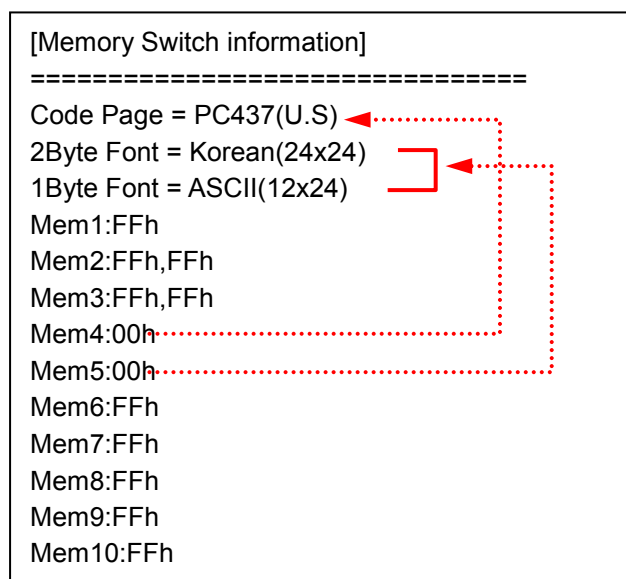 [Memory Switch information]
================================
Code Page = PC437(U.S)
2Byte Font = Korean(24x24)
1Byte Font = ASCII(12x24)
Mem1:FFh
Mem2:FFh,FFh
Mem3:FFh,FFh
Mem4:00h
Mem5:00h
Mem6:FFh
Mem7:FFh
Mem8:FFh
Mem9:FFh
Mem10:FFh